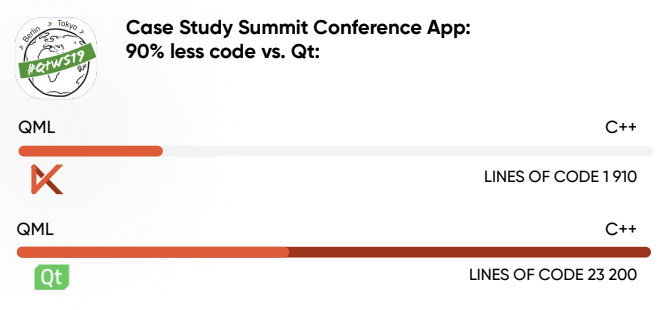 Berlin > Tokyo >
#QtWS19
Case Study Summit Conference App:
90% less code vs. Qt:
QML C++
LINES OF CODE 1 910
QML C++
Qt LINES OF CODE 23 200